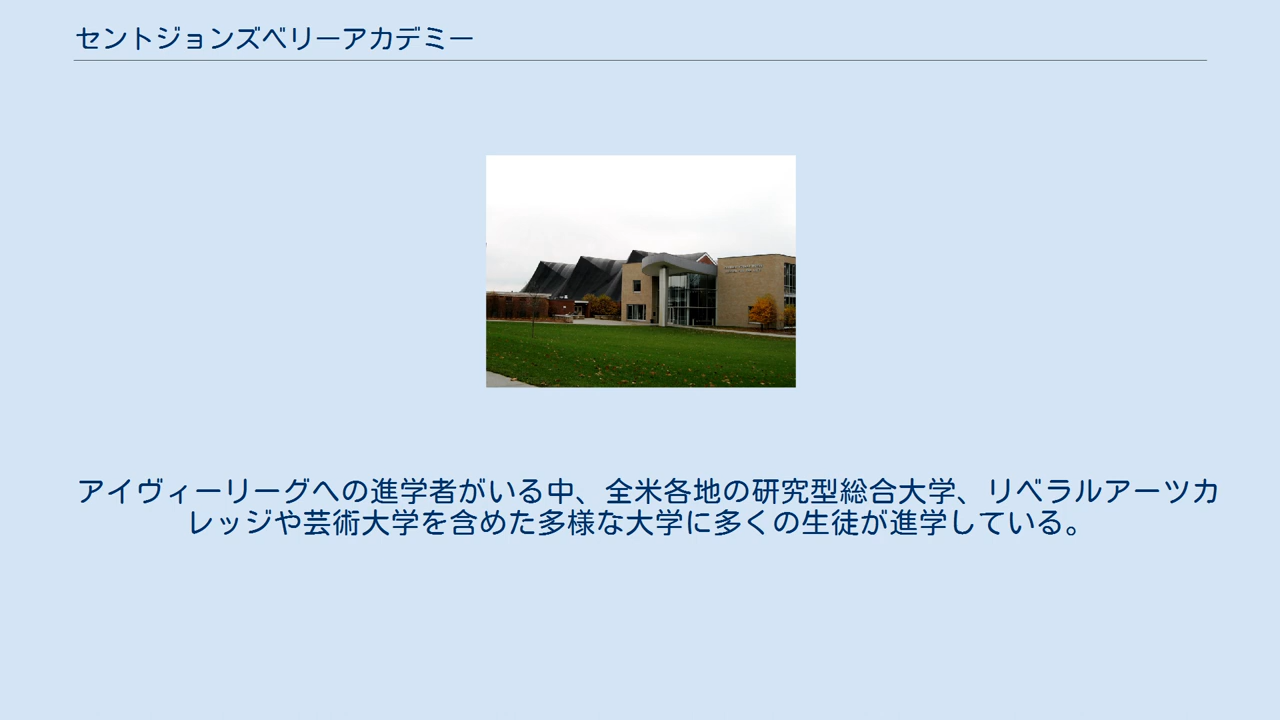 セントジョンズベリーアカデミー
アイヴィーリーグへの進学者がいる中、全米各地の研究型総合大学、リベラルアーツカ
レッジや芸術大学を含めた多様な大学に多くの生徒が進学している。